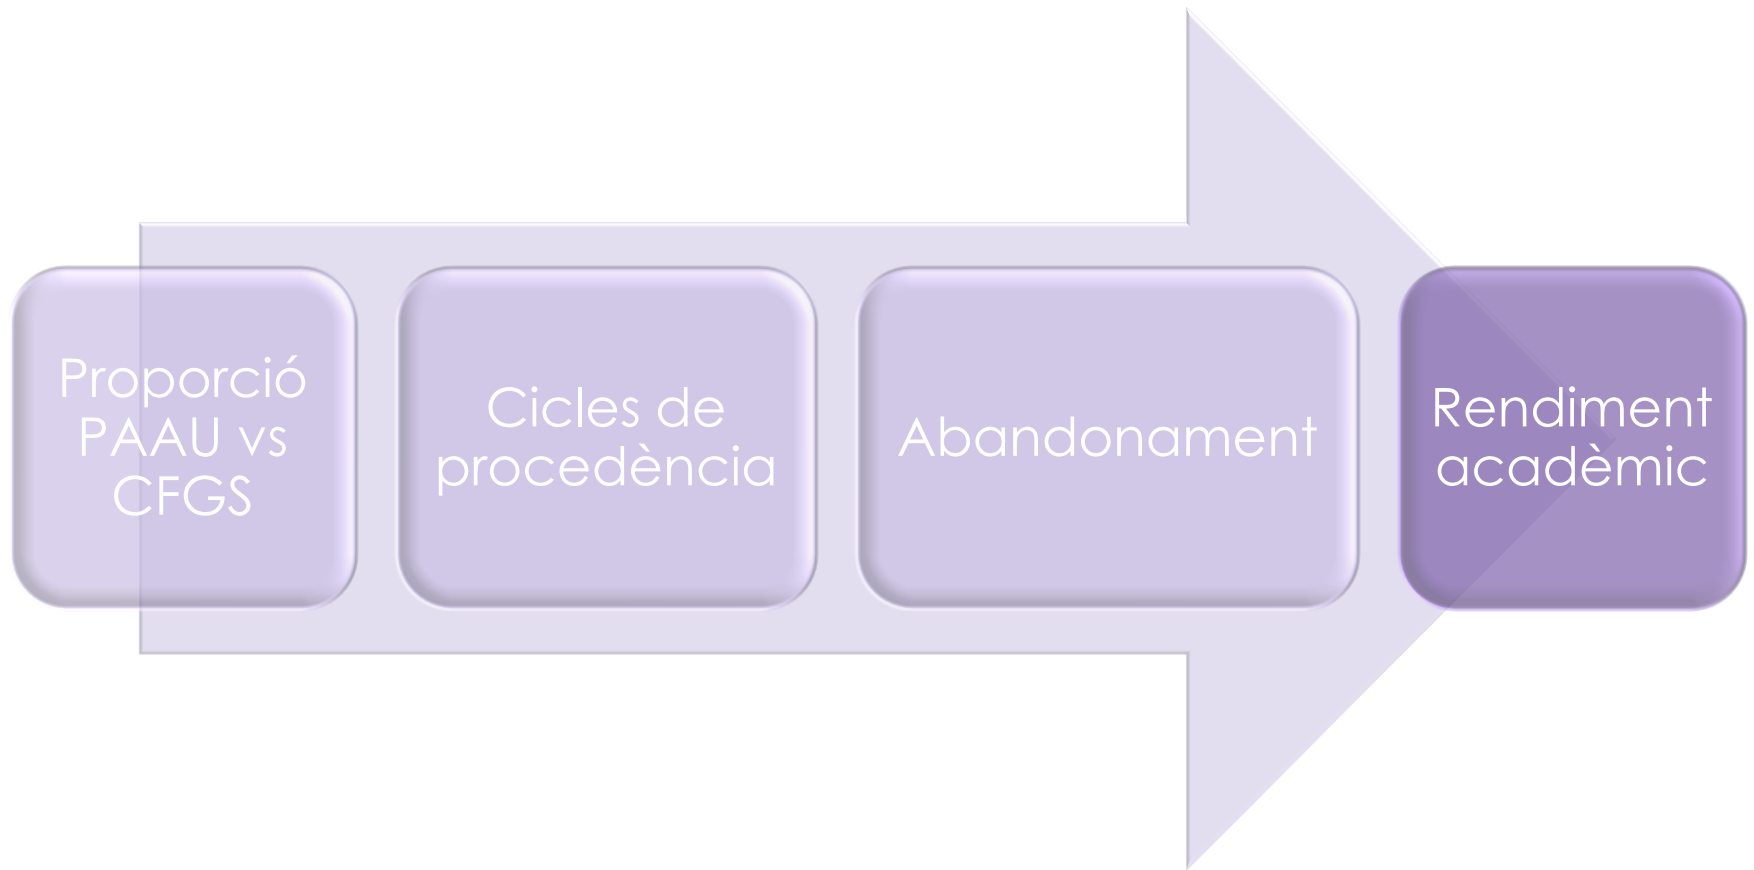 Proporció
PAAU vs
CFGS
Cicles de
procedència
Abandonament
Rendiment
acadèmic